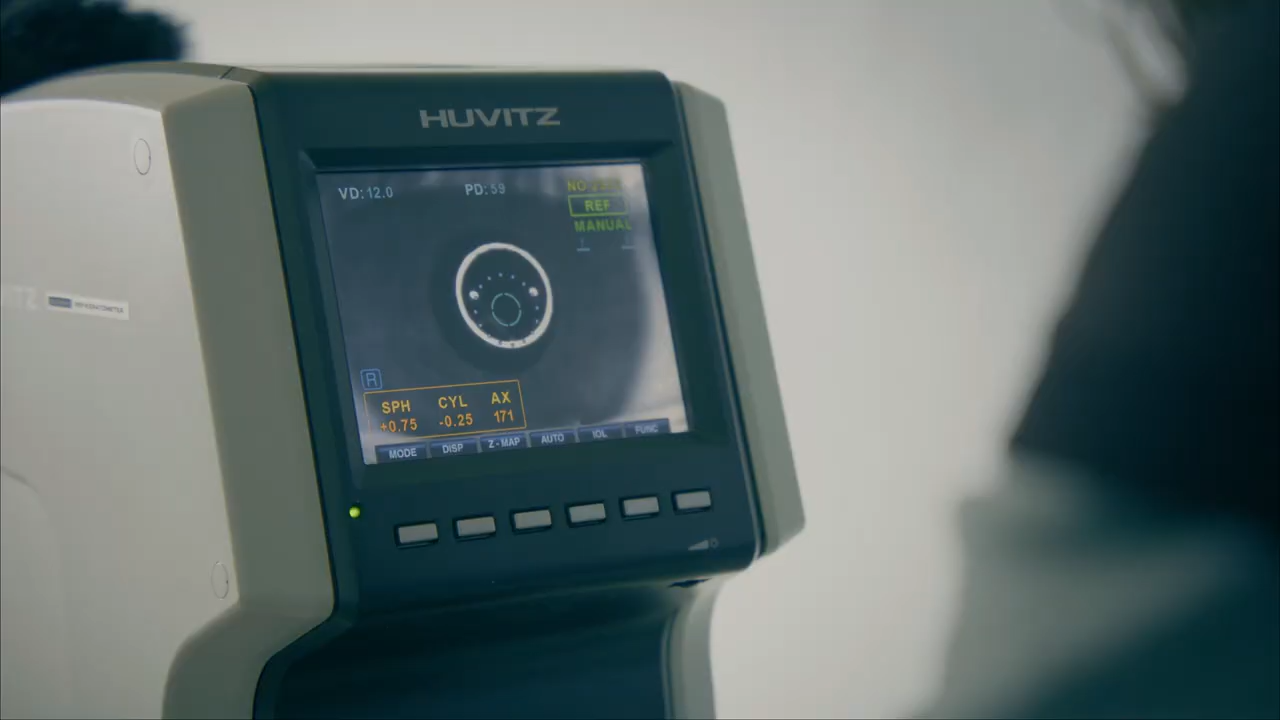 HUVITZ
VD: 12.0 PD: 59 NO
REF
MANUAL
R
SPH CYL AX
+0.75 -0.25 171
MODE DISP Z-MAP AUTO IOL FUNC